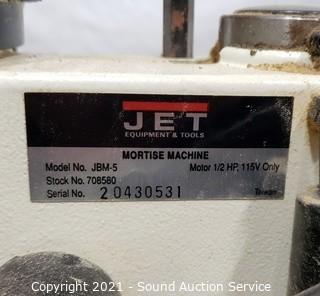 JET
EQUIPMENT & TOOLS
MORTISE MACHINE
Model No. JBM-5 Motor 1/2 HP, 115V Only
Stock No. 708580
Serial No. 20430531 Taiwan
Copyright 2021 - Sound Auction Service